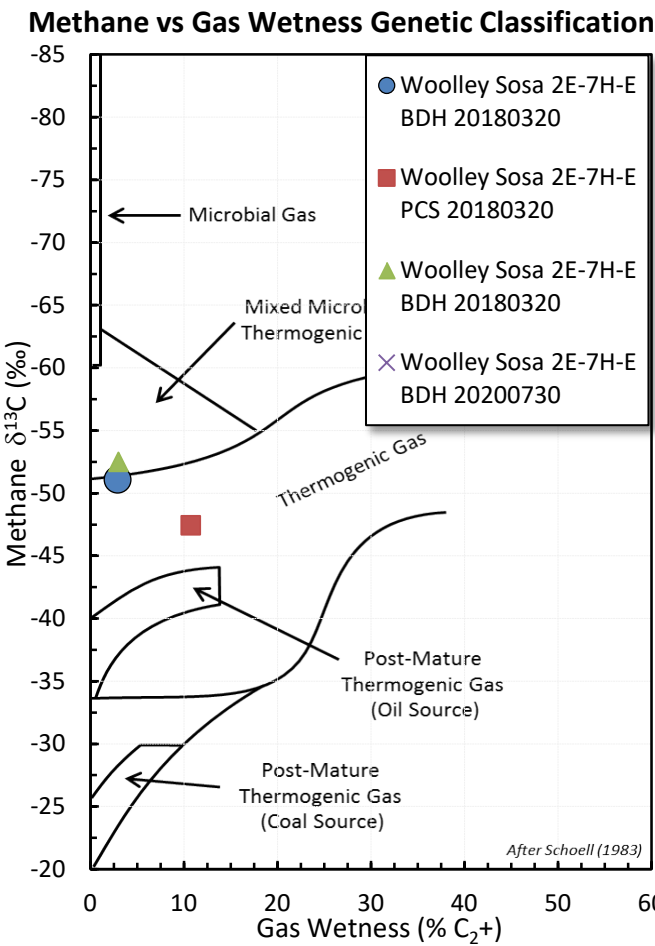 Methane vs Gas Wetness Genetic Classification
Woolley Sosa 2E-7H-E
BDH 20180320
Woolley Sosa 2E-7H-E
PCS 20180320
Woolley Sosa 2E-7H-E
BDH 20180320
Woolley Sosa 2E-7H-E
BDH 20200730
Methane δ¹³C (‰)
-85
-80
-75
-70
-65
-60
-55
-50
-45
-40
-35
-30
-25
-20
Microbial Gas
Mixed
Thermogenic
Thermogenic Gas
Post-Mature
Thermogenic Gas
(Oil Source)
Post-Mature
Thermogenic Gas
(Coal Source)
After Schoell (1983)
0
10
20
30
40
50
Gas Wetness (% C₂+)